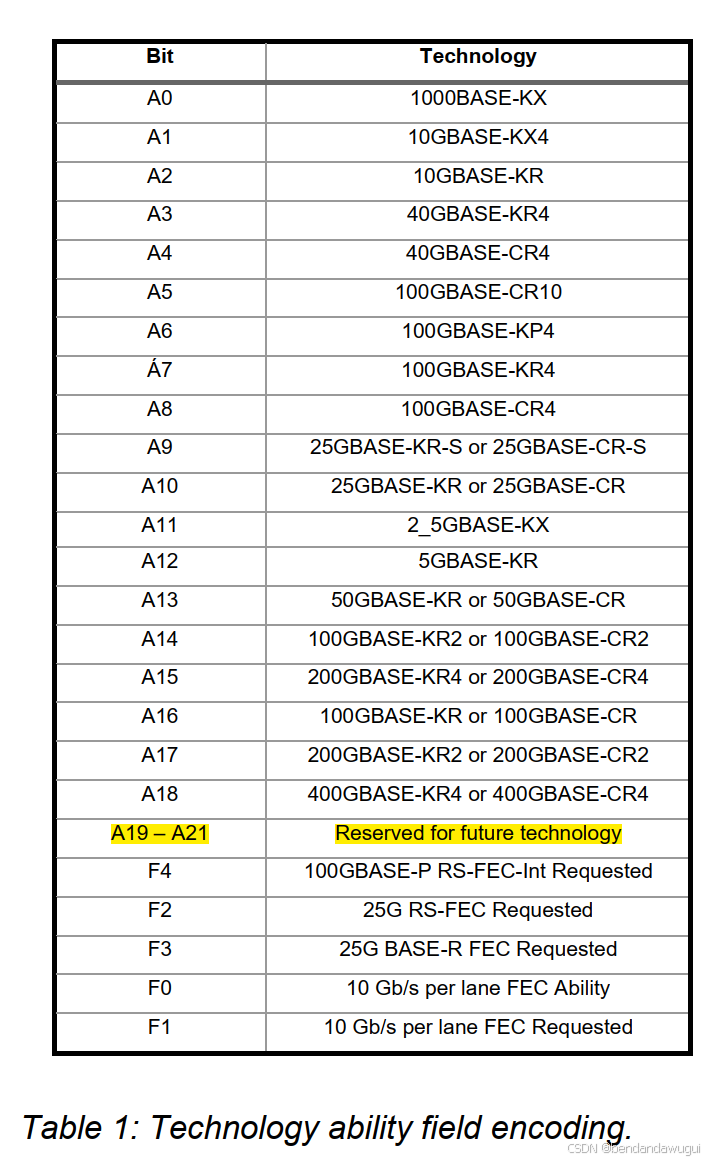 Bit Technology
A0 1000BASE-KX
A1 10GBASE-KX4
A2 10GBASE-KR
A3 40GBASE-KR4
A4 40GBASE-CR4
A5 100GBASE-CR10
A6 100GBASE-KP4
Á7 100GBASE-KR4
A8 100GBASE-CR4
A9 25GBASE-KR-S or 25GBASE-CR-S
A10 25GBASE-KR or 25GBASE-CR
A11 2_5GBASE-KX
A12 5GBASE-KR
A13 50GBASE-KR or 50GBASE-CR
A14 100GBASE-KR2 or 100GBASE-CR2
A15 200GBASE-KR4 or 200GBASE-CR4
A16 100GBASE-KR or 100GBASE-CR
A17 200GBASE-KR2 or 200GBASE-CR2
A18 400GBASE-KR4 or 400GBASE-CR4
A19 – A21 Reserved for future technology
F4 100GBASE-P RS-FEC-Int Requested
F2 25G RS-FEC Requested
F3 25G BASE-R FEC Requested
F0 10 Gb/s per lane FEC Ability
F1 10 Gb/s per lane FEC Requested
Table 1: Technology ability field encoding.
CSDN @bendandawugui